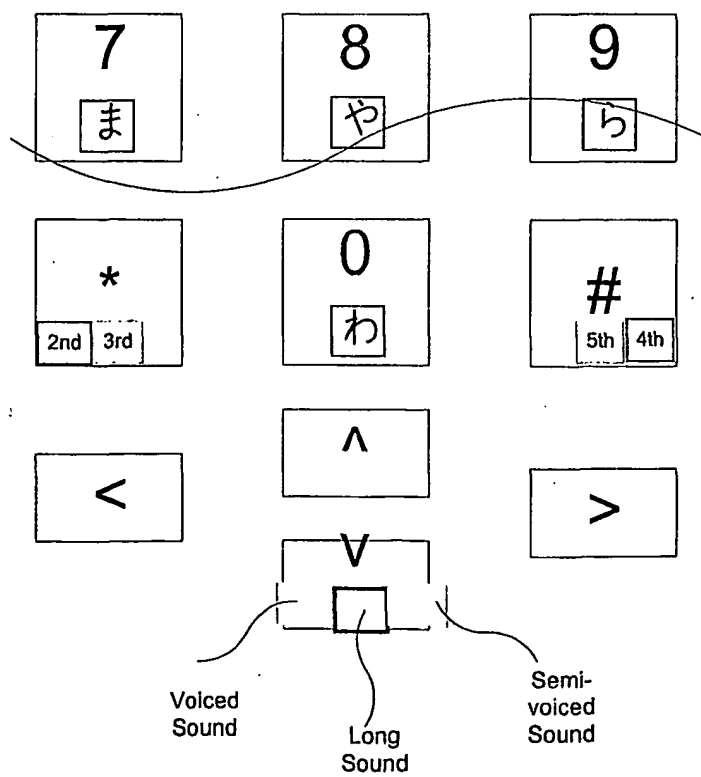 7 8 9
ま や ら
* 0 #
2nd 3rd わ 5th 4th
^
< >
v
Voiced Sound
Long Sound
Semi-voiced Sound